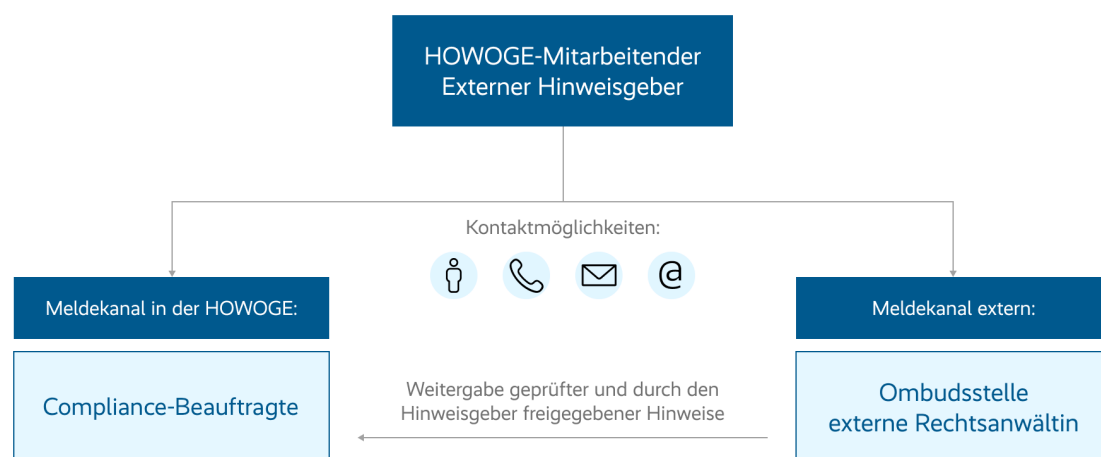 HOWOGE-Mitarbeitender
Externer Hinweisgeber
Kontaktmöglichkeiten:
@
Meldekanal in der HOWOGE:
Meldekanal extern:
Compliance-Beauftragte
Weitergabe geprüfter und durch den
Hinweisgeber freigegebener Hinweise
Ombudsstelle
externe Rechtsanwältin